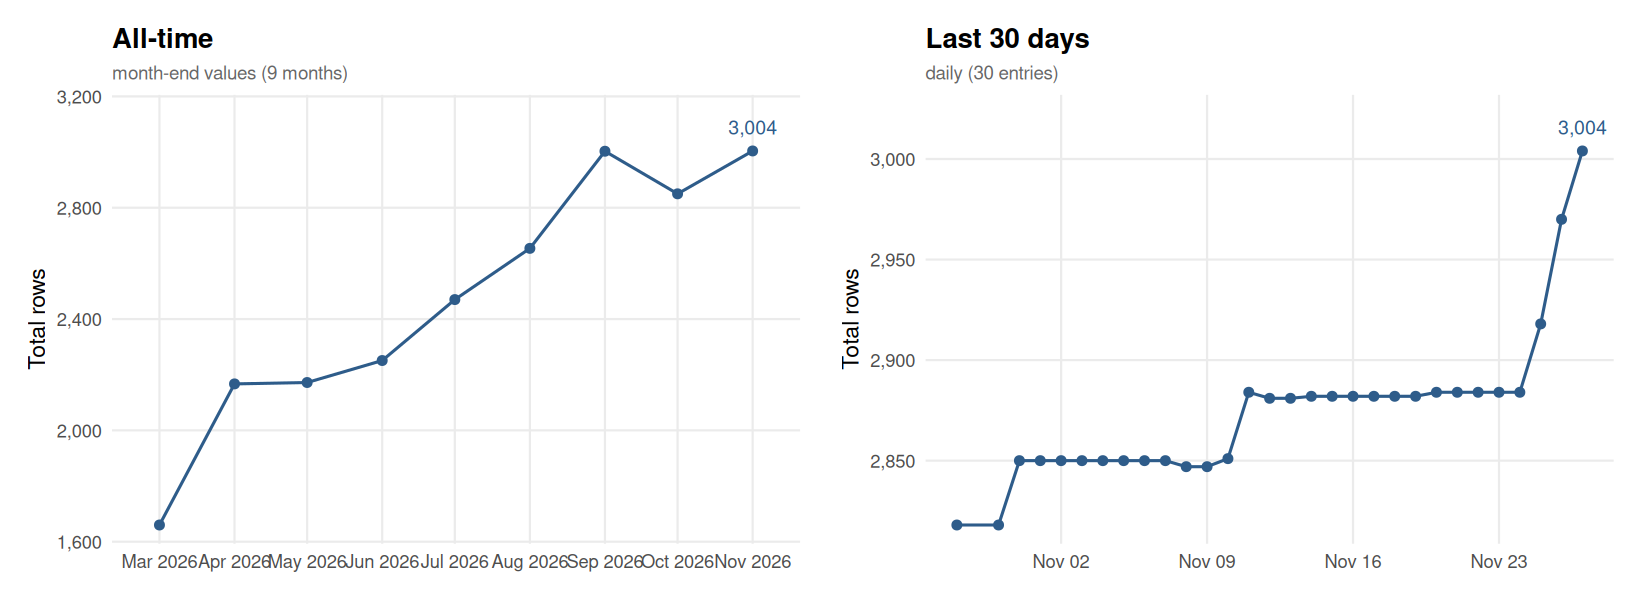 All-time
month-end values (9 months)
Total rows
3,200
2,800
2,400
2,000
1,600
3,004
Mar 2026 Apr 2026 May 2026 Jun 2026 Jul 2026 Aug 2026 Sep 2026 Oct 2026 Nov 2026
Last 30 days
daily (30 entries)
Total rows
3,000
2,950
2,900
2,850
3,004
Nov 02 Nov 09 Nov 16 Nov 23